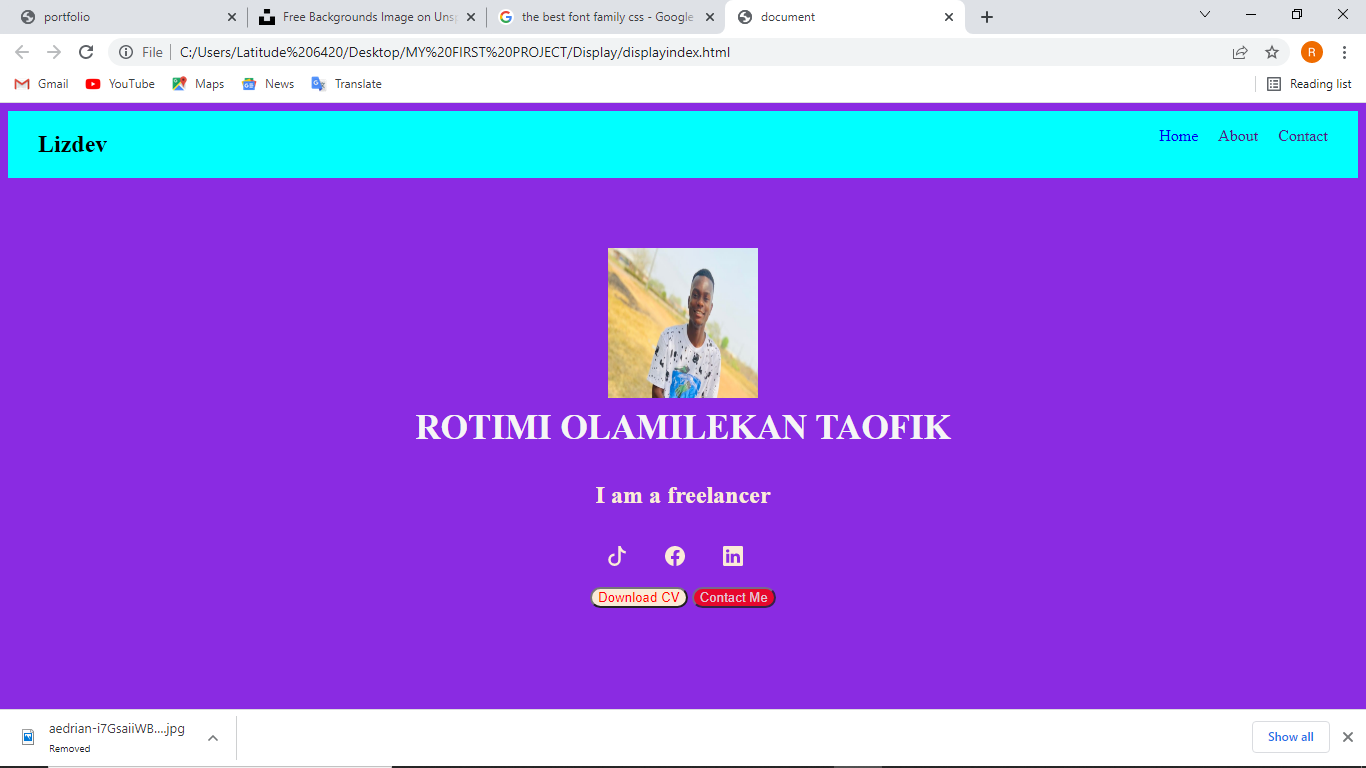 portfolio
Free Backgrounds Image on Uns
the best font family css - Google
document
File
C:/Users/Latitude%206420/Desktop/MY%20FIRST%20PROJECT/Display/displayindex.html
R
Gmail
YouTube
Maps
News
Translate
Reading list
Lizdev
Home About Contact
ROTIMI OLAMILEKAN TAOFIK
I am a freelancer
Download CV Contact Me
aedrian-i7GsaiiWB....jpg
Removed
Show all